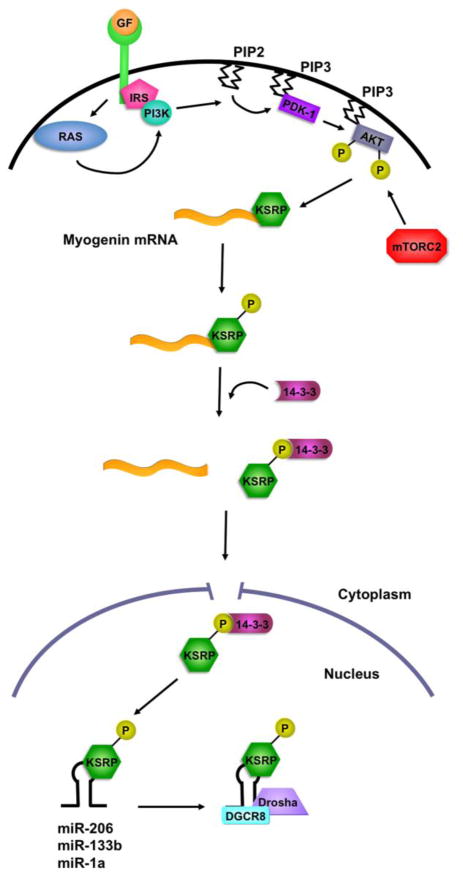 GF
PIP2
PIP3
PIP3
IRS
PI3K
PDK-1
RAS
AKT
P
P
KSRP
Myogenin mRNA
mTORC2
P
KSRP
14-3-3
P
14-3-3
KSRP
Cytoplasm
P
14-3-3
KSRP
Nucleus
P
P
KSRP
KSRP
Drosha
DGCR8
miR-206
miR-133b
miR-1a